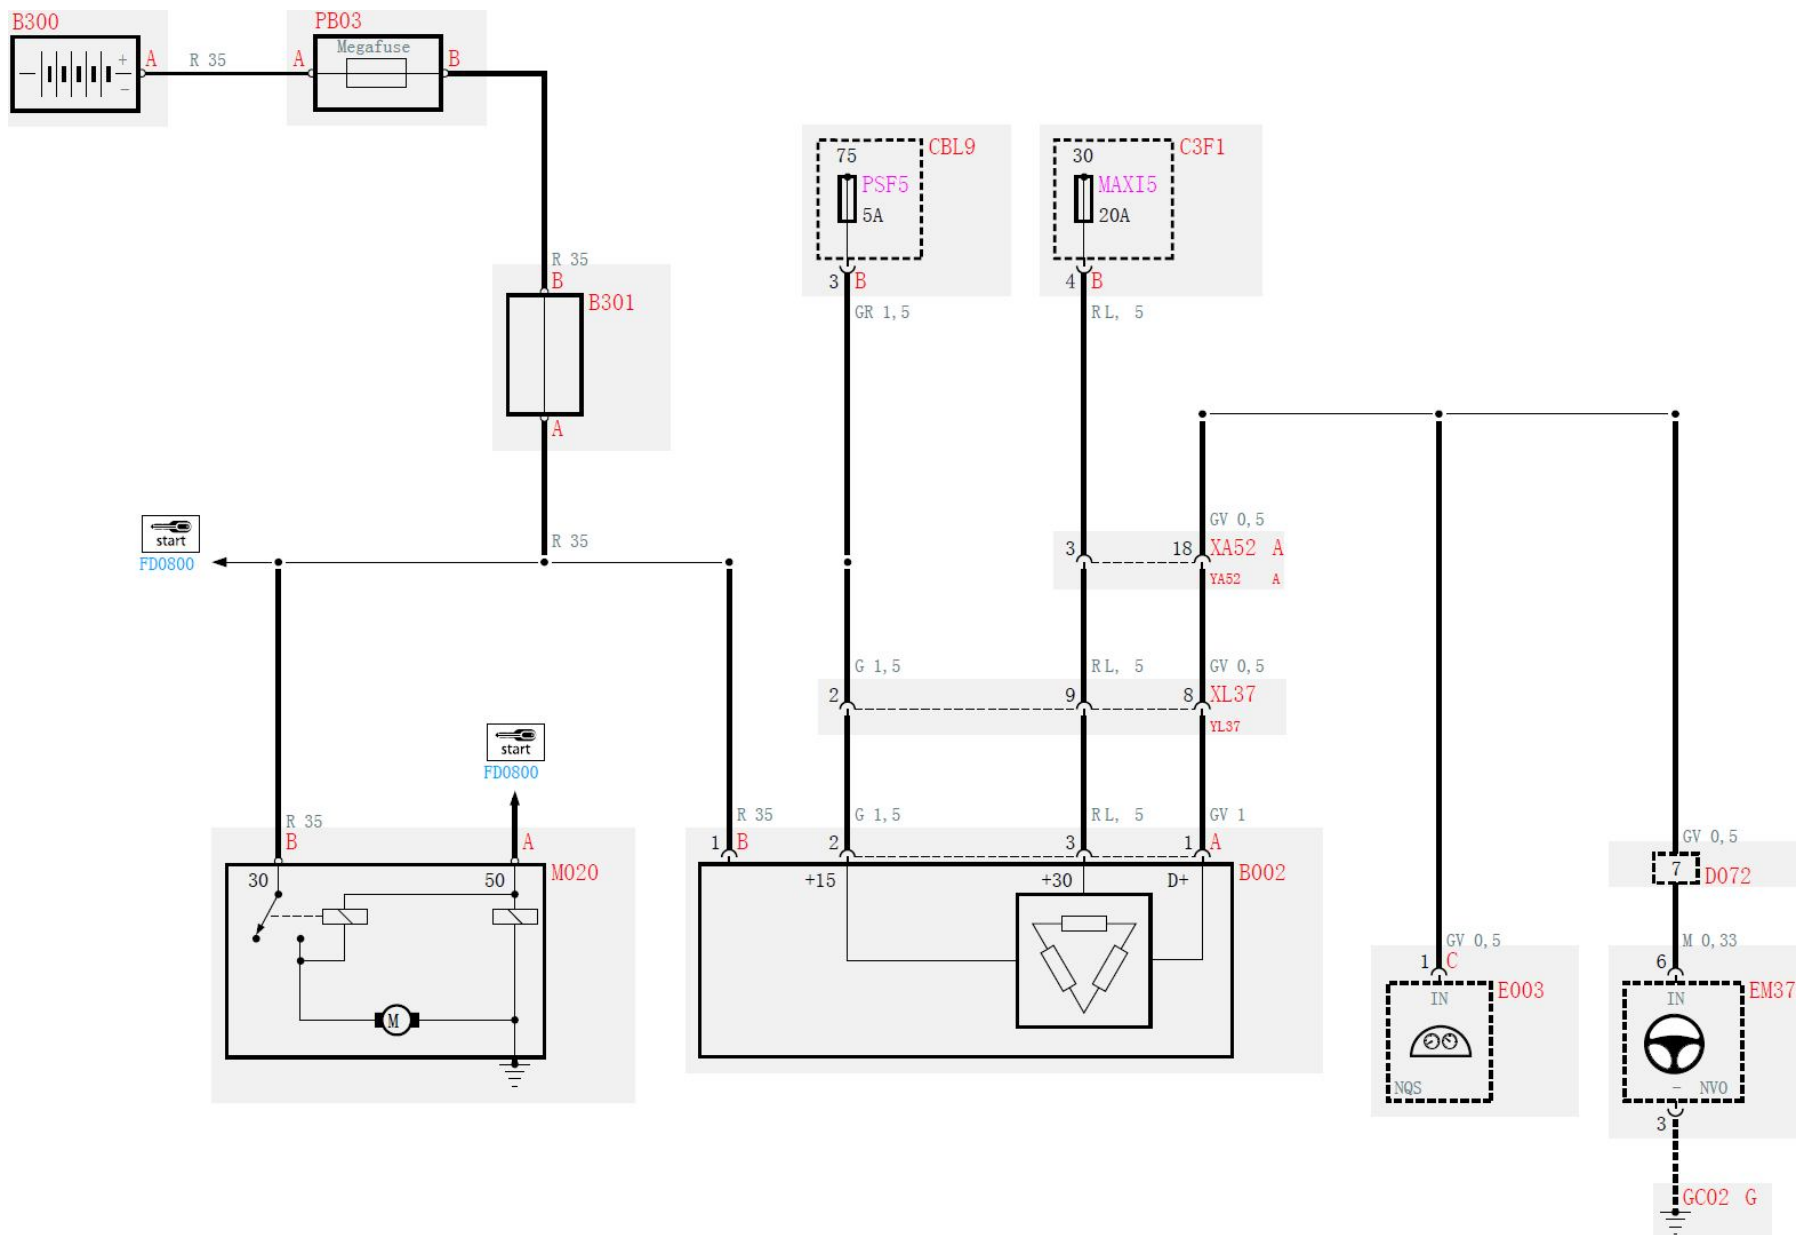 B300
PB03
Megafuse
+
A
R 35
A
B
−
75
CBL9
30
C3F1
PSF5
MAXI5
5A
20A
R 35
B
3
B
4
B
B301
GR 1,5
RL, 5
A
GV 0,5
start
R 35
3
18
XA52 A
FD0800
YA52 A
G 1,5
RL, 5
GV 0,5
2
9
8
XL37
YL37
start
FD0800
R 35
R 35
G 1,5
RL, 5
GV 1
GV 0,5
B
A
1
B
2
3
1
A
30
50
M020
+15
+30
D+
B002
7
D072
GV 0,5
M 0,33
1
C
6
IN
E003
IN
EM37
M
NQS
−
NVO
3
GC02 G